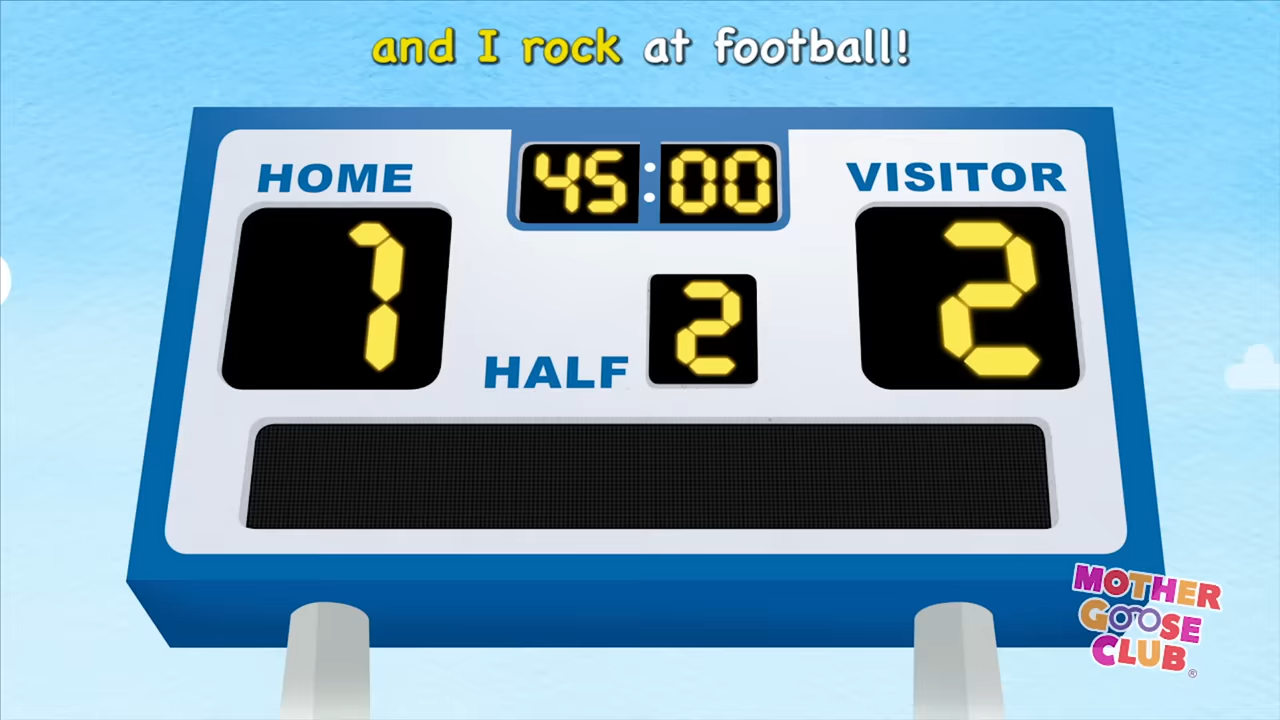 and I rock at football!
HOME
45:00
VISITOR
1
2
HALF 2
MOTHER
GOOSE
CLUB
®